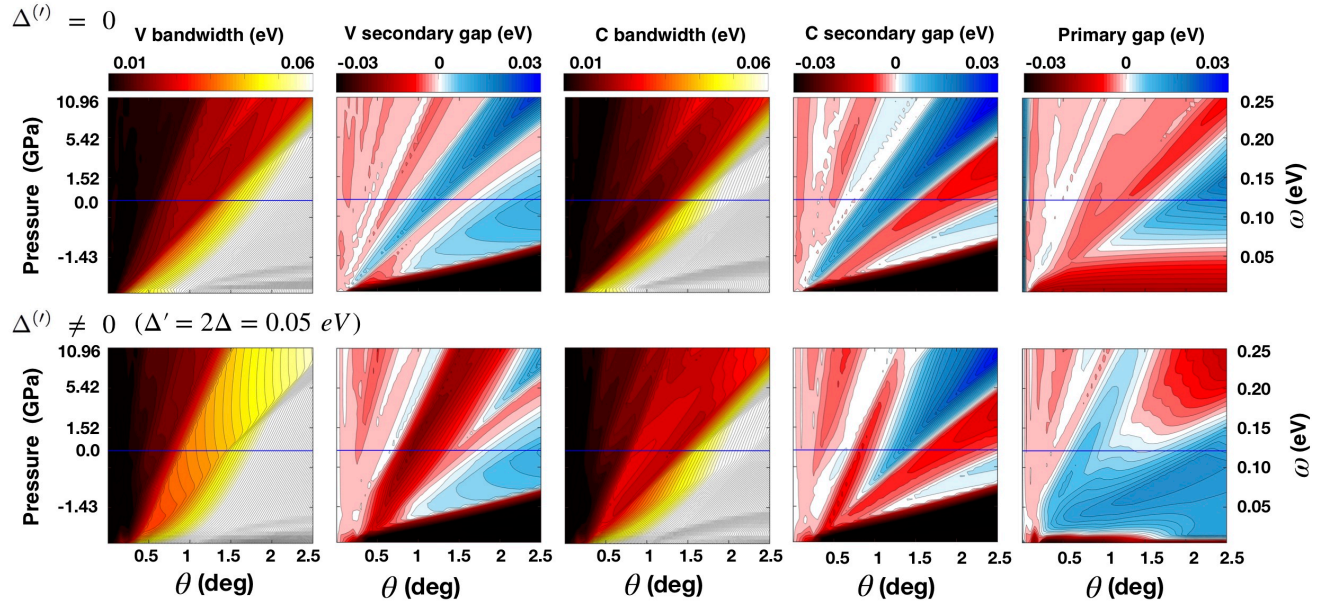 Δ(′) = 0
V bandwidth (eV) V secondary gap (eV) C bandwidth (eV) C secondary gap (eV) Primary gap (eV)
0.01 0.06 -0.03 0 0.03 0.01 0.06 -0.03 0 0.03 -0.03 0 0.03
Pressure (GPa)
10.96
5.42
1.52
0.0
-1.43
0.25
0.20
0.15
0.10
0.05
ω (eV)
Δ(′) ≠ 0 (Δ′ = 2Δ = 0.05 eV)
Pressure (GPa)
10.96
5.42
1.52
0.0
-1.43
0.25
0.20
0.15
0.10
0.05
ω (eV)
0.5 1 1.5 2 2.5 0.5 1 1.5 2 2.5 0.5 1 1.5 2 2.5 0.5 1 1.5 2 2.5 0.5 1 1.5 2 2.5
θ (deg) θ (deg) θ (deg) θ (deg) θ (deg)